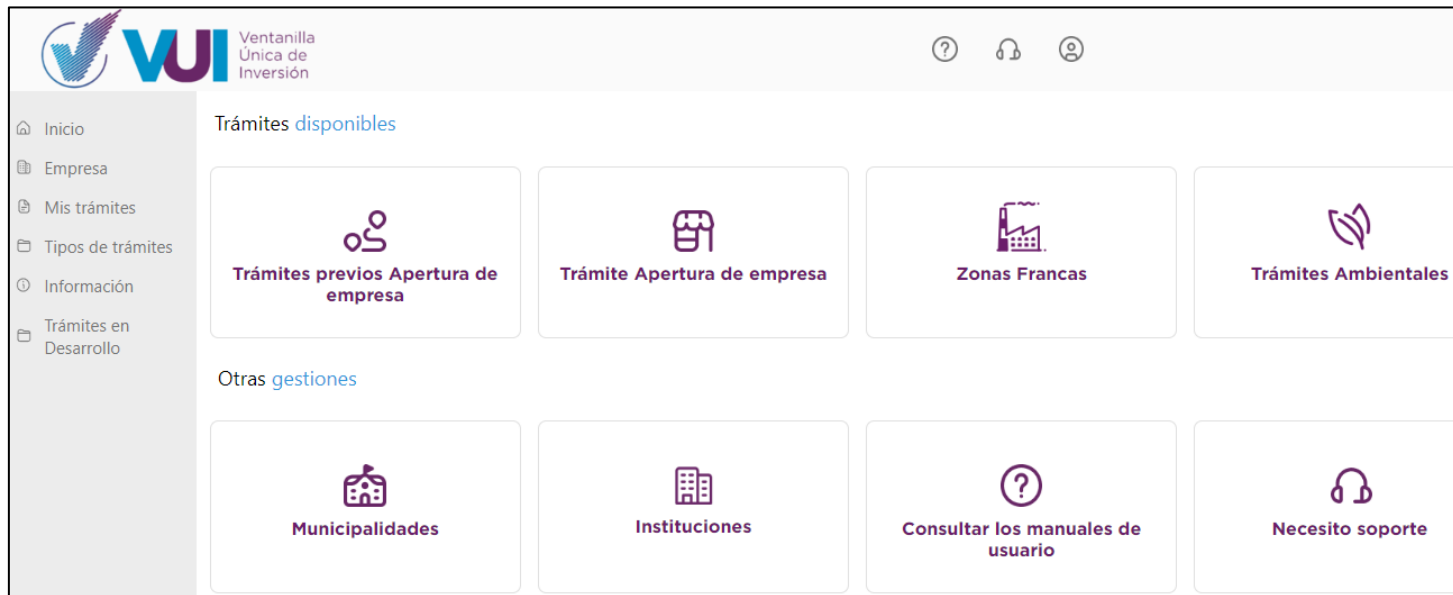 VUI
Ventanilla
Única de
Inversión
Inicio
Empresa
Mis trámites
Tipos de trámites
Información
Trámites en
Desarrollo
Trámites disponibles
Trámites previos Apertura de
empresa
Trámite Apertura de empresa
Zonas Francas
Trámites Ambientales
Otras gestiones
Municipalidades
Instituciones
Consultar los manuales de
usuario
Necesito soporte